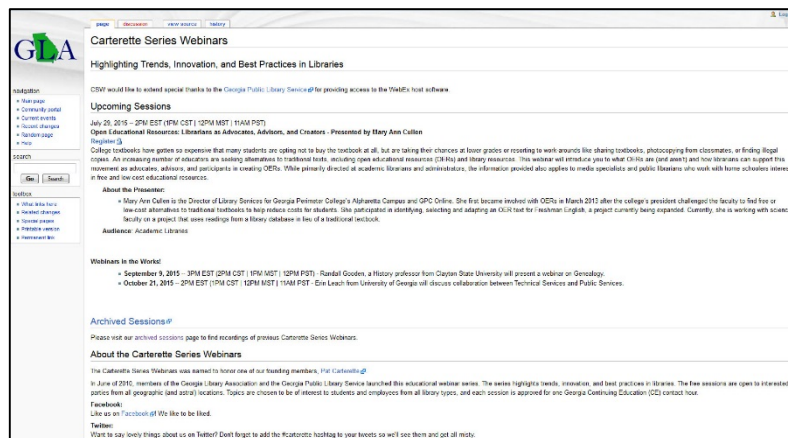 page discussion view source history
Log
GLA
Carterette Series Webinars
Highlighting Trends, Innovation, and Best Practices in Libraries
CSW would like to extend special thanks to the Georgia Public Library Service for providing access to the WebEx host software.
navigation
Main page
Community portal
Current events
Recent changes
Random page
Help
search
Go Search
toolbox
What links here
Related changes
Special pages
Printable version
Permanent link
Upcoming Sessions
July 29, 2015 – 2PM EST (1PM CST | 12PM MST | 11AM PST)
Open Educational Resources: Librarians as Advocates, Advisors, and Creators - Presented by Mary Ann Cullen
Register
College textbooks have gotten so expensive that many students are opting not to buy the textbook at all, but are taking their chances at lower grades or resorting to work-arounds like sharing textbooks, photocopying from classmates, or finding illegal
copies. An increasing number of educators are seeking alternatives to traditional texts, including open educational resources (OERs) and library resources. This webinar will introduce you to what OERs are (and aren't) and how librarians can support this
movement as advocates, advisors, and participants in creating OERs. While primarily directed at academic librarians and administrators, the information provided also applies to media specialists and public librarians who work with home schoolers interes
in free and low-cost educational resources.
About the Presenter:
Mary Ann Cullen is the Director of Library Services for Georgia Perimeter College's Alpharetta Campus and GPC Online. She first became involved with OERs in March 2013 after the college's president challenged the faculty to find free or
low-cost alternatives to traditional textbooks to help reduce costs for students. She participated in identifying, selecting and adapting an OER text for Freshman English, a project currently being expanded. Currently, she is working with scienc
faculty on a project that uses readings from a library database in lieu of a traditional textbook.
Audience: Academic Libraries
Webinars in the Works!
September 9, 2015 – 3PM EST (2PM CST | 1PM MST | 12PM PST) - Randall Gooden, a History professor from Clayton State University will present a webinar on Genealogy.
October 21, 2015 – 2PM EST (1PM CST | 12PM MST | 11AM PST - Erin Leach from University of Georgia will discuss collaboration between Technical Services and Public Services.
Archived Sessions
Please visit our archived sessions page to find recordings of previous Carterette Series Webinars.
About the Carterette Series Webinars
The Carterette Series Webinars was named to honor one of our founding members, Pat Carterette.
In June of 2010, members of the Georgia Library Association and the Georgia Public Library Service launched this educational webinar series. The series highlights trends, innovation, and best practices in libraries. The free sessions are open to interested
parties from all geographic (and astral) locations. Topics are chosen to be of interest to students and employees from all library types, and each session is approved for one Georgia Continuing Education (CE) contact hour.
Facebook:
Like us on Facebook! We like to be liked.
Twitter:
Want to say lovely things about us on Twitter? Don't forget to add the #carterette hashtag to your tweets so we'll see them and get all misty.